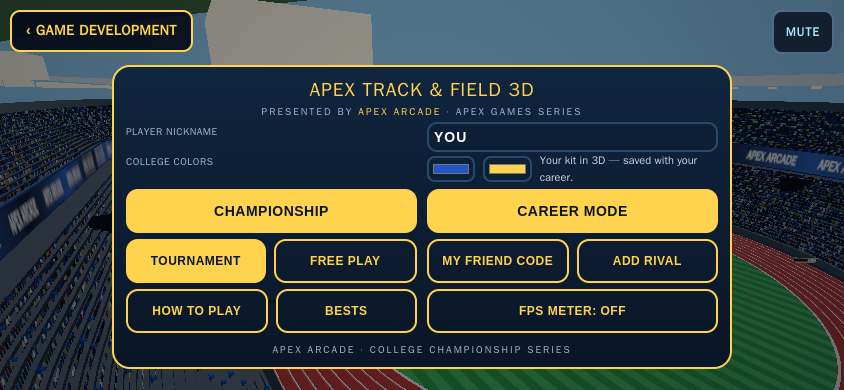 ‹ GAME DEVELOPMENT
MUTE
APEX TRACK & FIELD 3D
PRESENTED BY APEX ARCADE · APEX GAMES SERIES
PLAYER NICKNAME
YOU
COLLEGE COLORS
Your kit in 3D — saved with your
career.
CHAMPIONSHIP
CAREER MODE
TOURNAMENT
FREE PLAY
MY FRIEND CODE
ADD RIVAL
HOW TO PLAY
BESTS
FPS METER: OFF
APEX ARCADE · COLLEGE CHAMPIONSHIP SERIES
APEX ARCADE